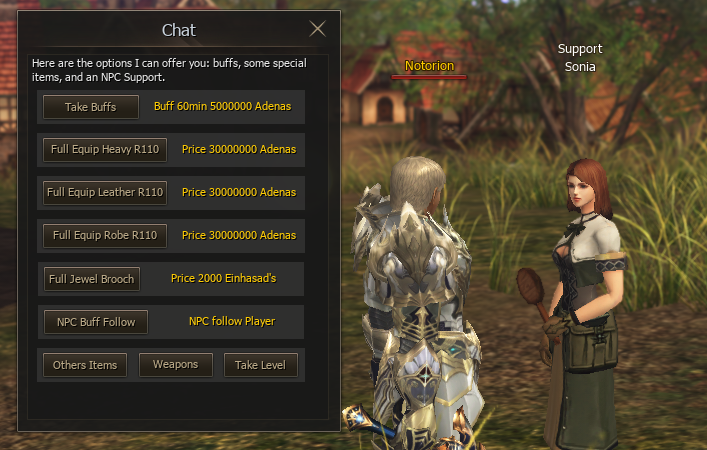 Chat
Here are the options I can offer you: buffs, some special
items, and an NPC Support.
Take Buffs Buff 60min 5000000 Adenas
Full Equip Heavy R110 Price 30000000 Adenas
Full Equip Leather R110 Price 30000000 Adenas
Full Equip Robe R110 Price 30000000 Adenas
Full Jewel Brooch Price 2000 Einhasad's
NPC Buff Follow NPC follow Player
Others Items Weapons Take Level
Notorion
Support
Sonia